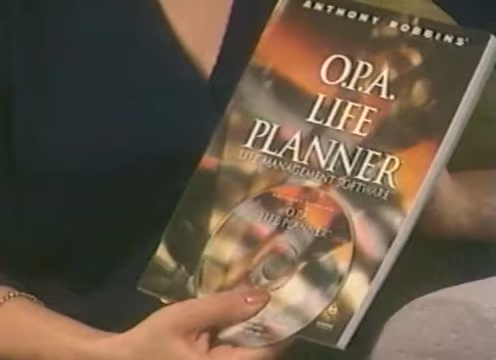 ANTHONY ROBBINS'
O.P.A.
LIFE
PLANNER
LIFE MANAGEMENT SOFTWARE
O.P.A.
LIFE PLANNER